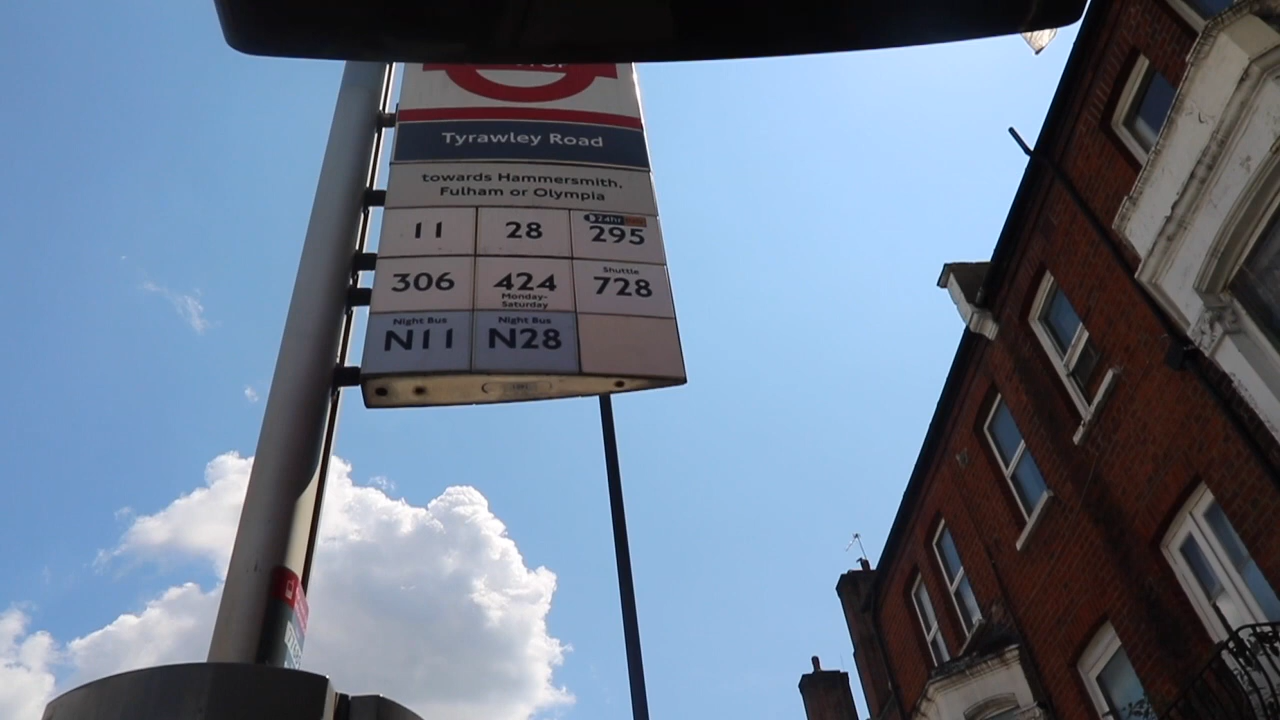 Tyrawley Road
towards Hammersmith,
Fulham or Olympia
11 28 24hr 295
306 424 Monday-Saturday Shuttle 728
Night Bus N11 Night Bus N28